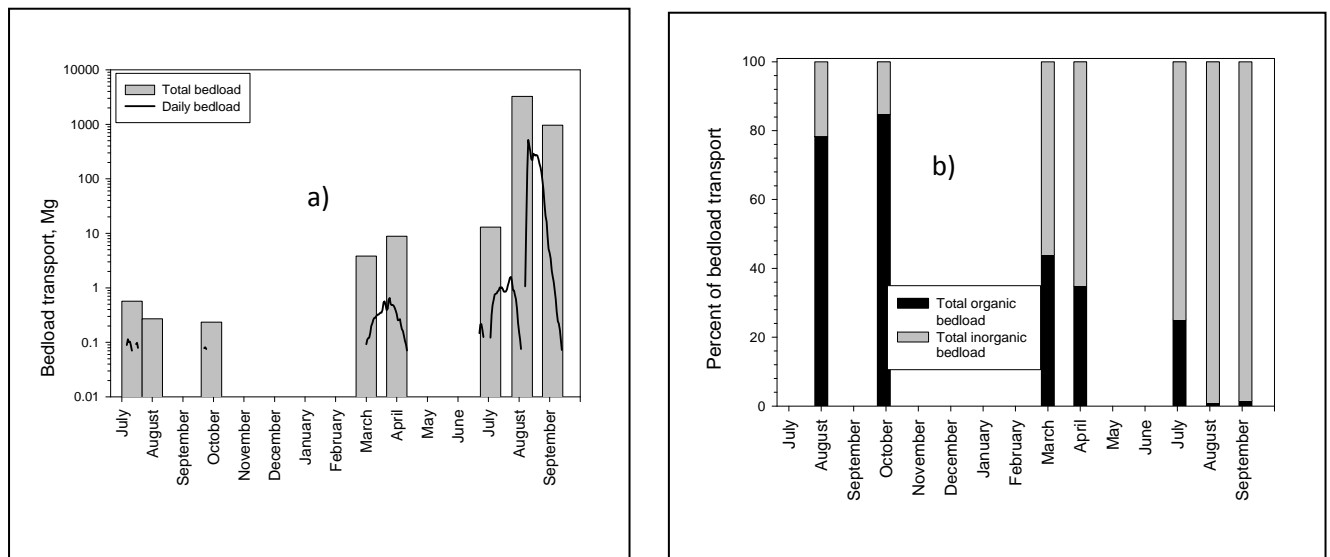 a)
Bedload transport, Mg
10000
1000
100
10
1
0.1
0.01
Total bedload
Daily bedload
July
August
September
October
November
December
January
February
March
April
May
June
July
August
September
b)
Percent of bedload transport
100
80
60
40
20
0
Total organic
bedload
Total inorganic
bedload
July
August
September
October
November
December
January
February
March
April
May
June
July
August
September